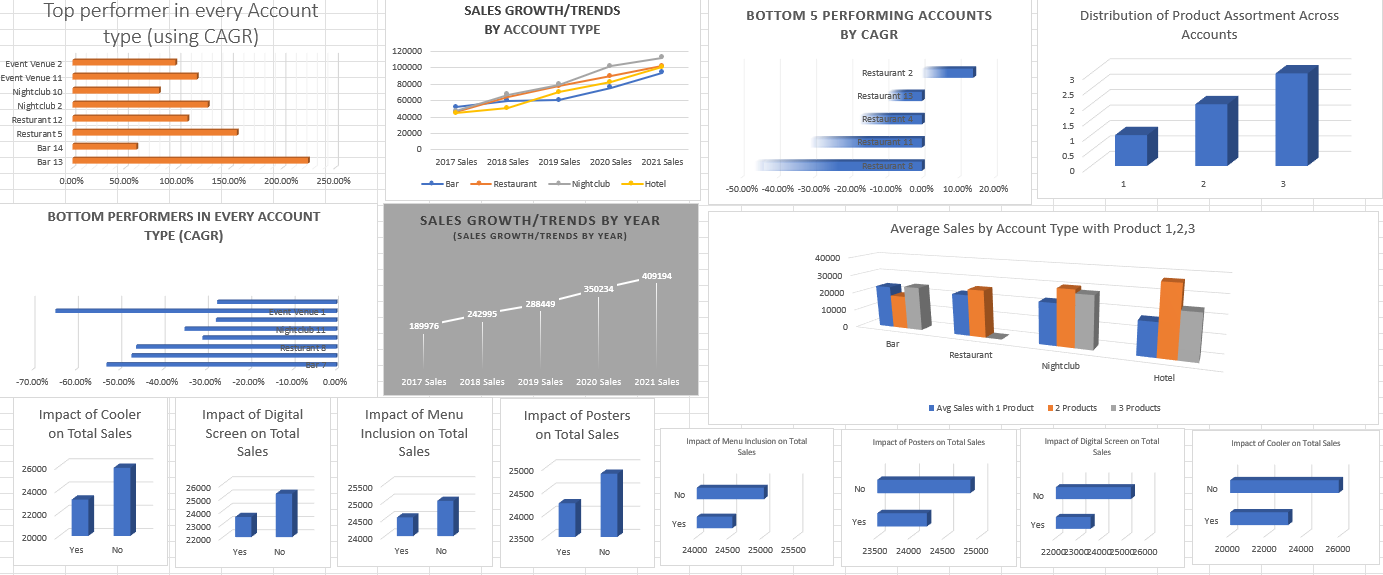 Top performer in every Account
type (using CAGR)
Event Venue 2
Event Venue 11
Nightclub 10
Nightclub 2
Resturant 12
Resturant 5
Bar 14
Bar 13
0.00% 50.00% 100.00% 150.00% 200.00% 250.00%
SALES GROWTH/TRENDS
BY ACCOUNT TYPE
120000
100000
80000
60000
40000
20000
0
2017 Sales 2018 Sales 2019 Sales 2020 Sales 2021 Sales
Bar Restaurant Nightclub Hotel
BOTTOM 5 PERFORMING ACCOUNTS
BY CAGR
Restaurant 2
Restaurant
Restaurant 4
Restaurant
Restaurant
-50.00% -40.00% -30.00% -20.00% -10.00% 0.00% 10.00% 20.00%
Distribution of Product Assortment Across
Accounts
3
2.5
2
1.5
1
0.5
0
1 2 3
BOTTOM PERFORMERS IN EVERY ACCOUNT
TYPE (CAGR)
Event Venue 1
Nightclub 11
Resturant 6
Bar 7
-70.00% -60.00% -50.00% -40.00% -30.00% -20.00% -10.00% 0.00%
SALES GROWTH/TRENDS BY YEAR
(SALES GROWTH/TRENDS BY YEAR)
409194
350234
288449
242995
189976
2017 Sales 2018 Sales 2019 Sales 2020 Sales 2021 Sales
Average Sales by Account Type with Product 1,2,3
40000
30000
20000
10000
0
Bar
Restaurant
Nightclub
Hotel
Avg Sales with 1 Product 2 Products 3 Products
Impact of Cooler
on Total Sales
26000
24000
22000
20000
Yes No
Impact of Digital
Screen on Total
Sales
26000
25000
24000
23000
22000
Yes No
Impact of Menu
Inclusion on Total
Sales
25500
25000
24500
24000
Yes No
Impact of Posters
on Total Sales
25000
24500
24000
23500
Yes No
Impact of Menu Inclusion on Total
Sales
No
Yes
24000 24500 25000 25500
Impact of Posters on Total Sales
No
Yes
23500 24000 24500 25000
Impact of Digital Screen on Total
Sales
No
Yes
22000 23000 24000 25000 26000
Impact of Cooler on Total Sales
No
Yes
20000 22000 24000 26000